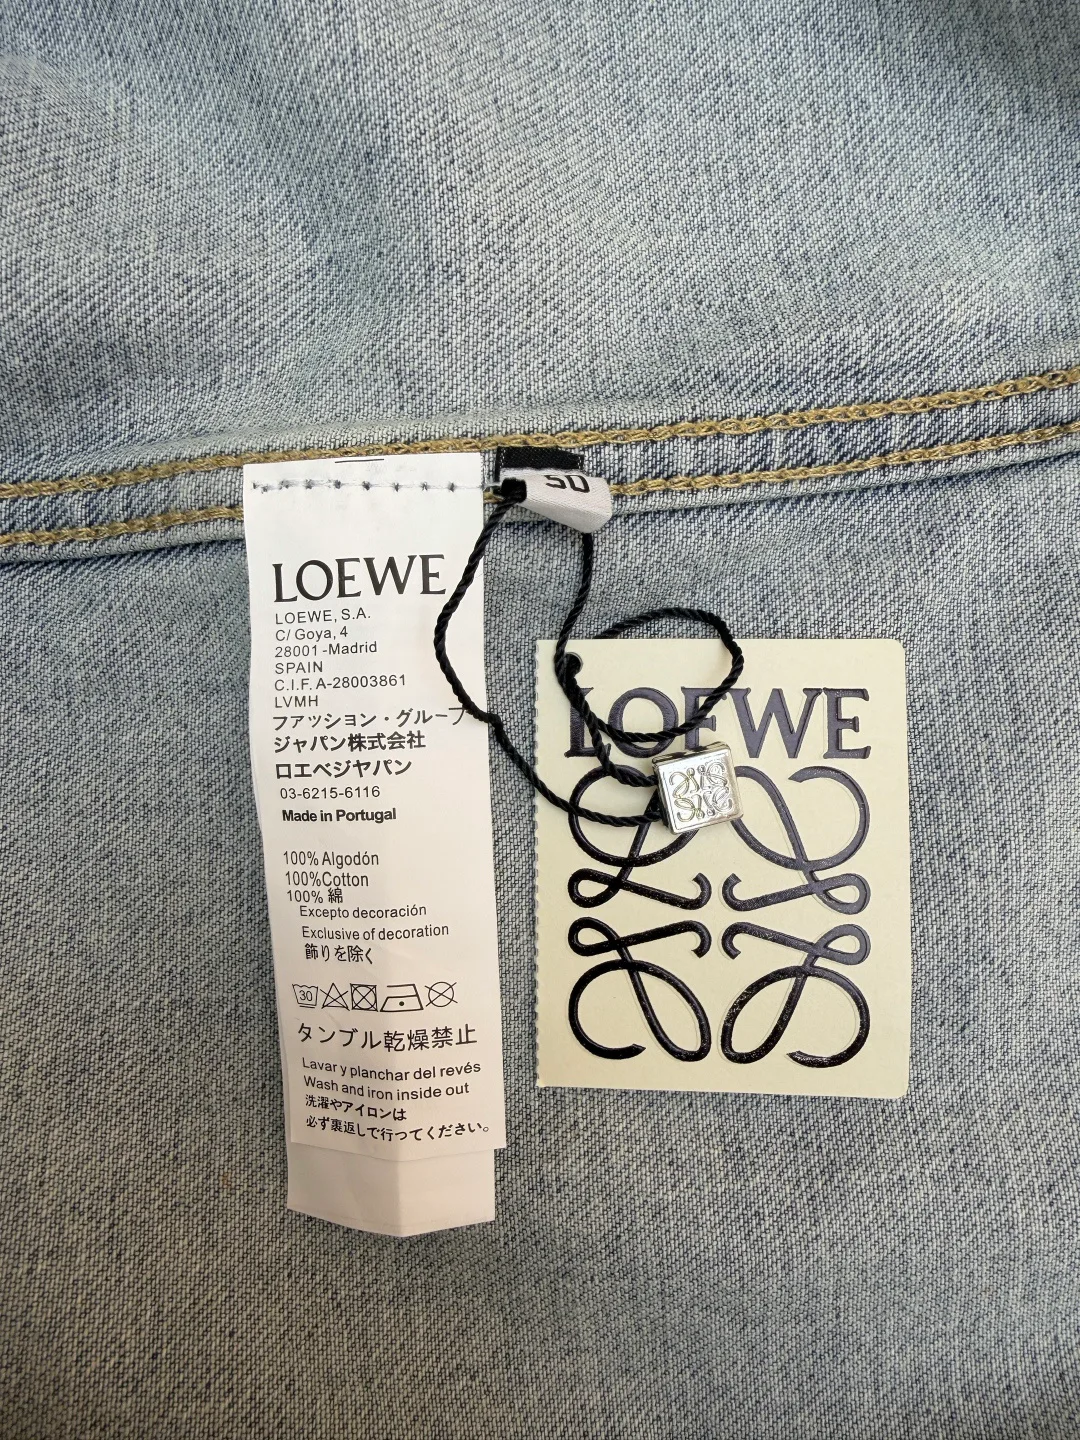 LOEWE
LOEWE, S.A.
C/ Goya, 4
28001 -Madrid
SPAIN
C.I.F. A-28003861
LVMH
ファッション・グループ
ジャパン株式会社
ロエベジヤパン
03-6215-6116
Made in Portugal
100% Algodón
100%Cotton
100% 綿
Excepto decoración
Exclusive of decoration
飾りを除く
30
タンブル乾燥禁止
Lavar y planchar del revés
Wash and iron inside out
洗濯やアイロンは
必ず裏返しで行ってください。
50
LOEWE